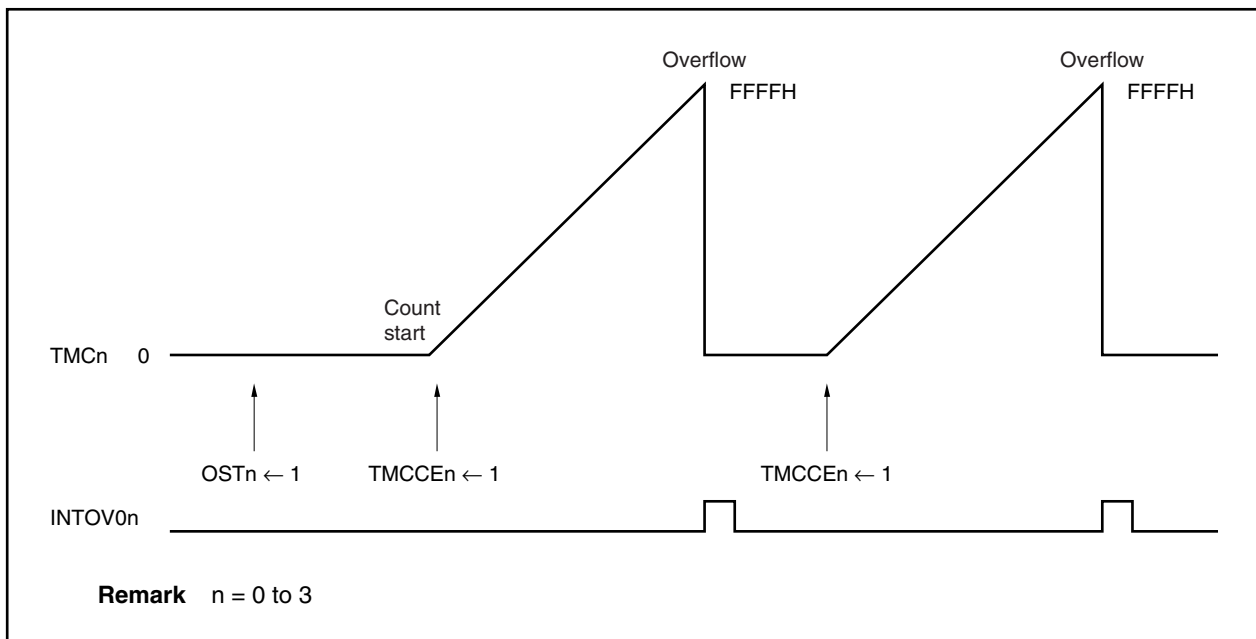 Overflow Overflow
FFFFH FFFFH
Count
start
TMCn 0
OSTn ← 1 TMCCEn ← 1 TMCCEn ← 1
INTOV0n
Remark n = 0 to 3